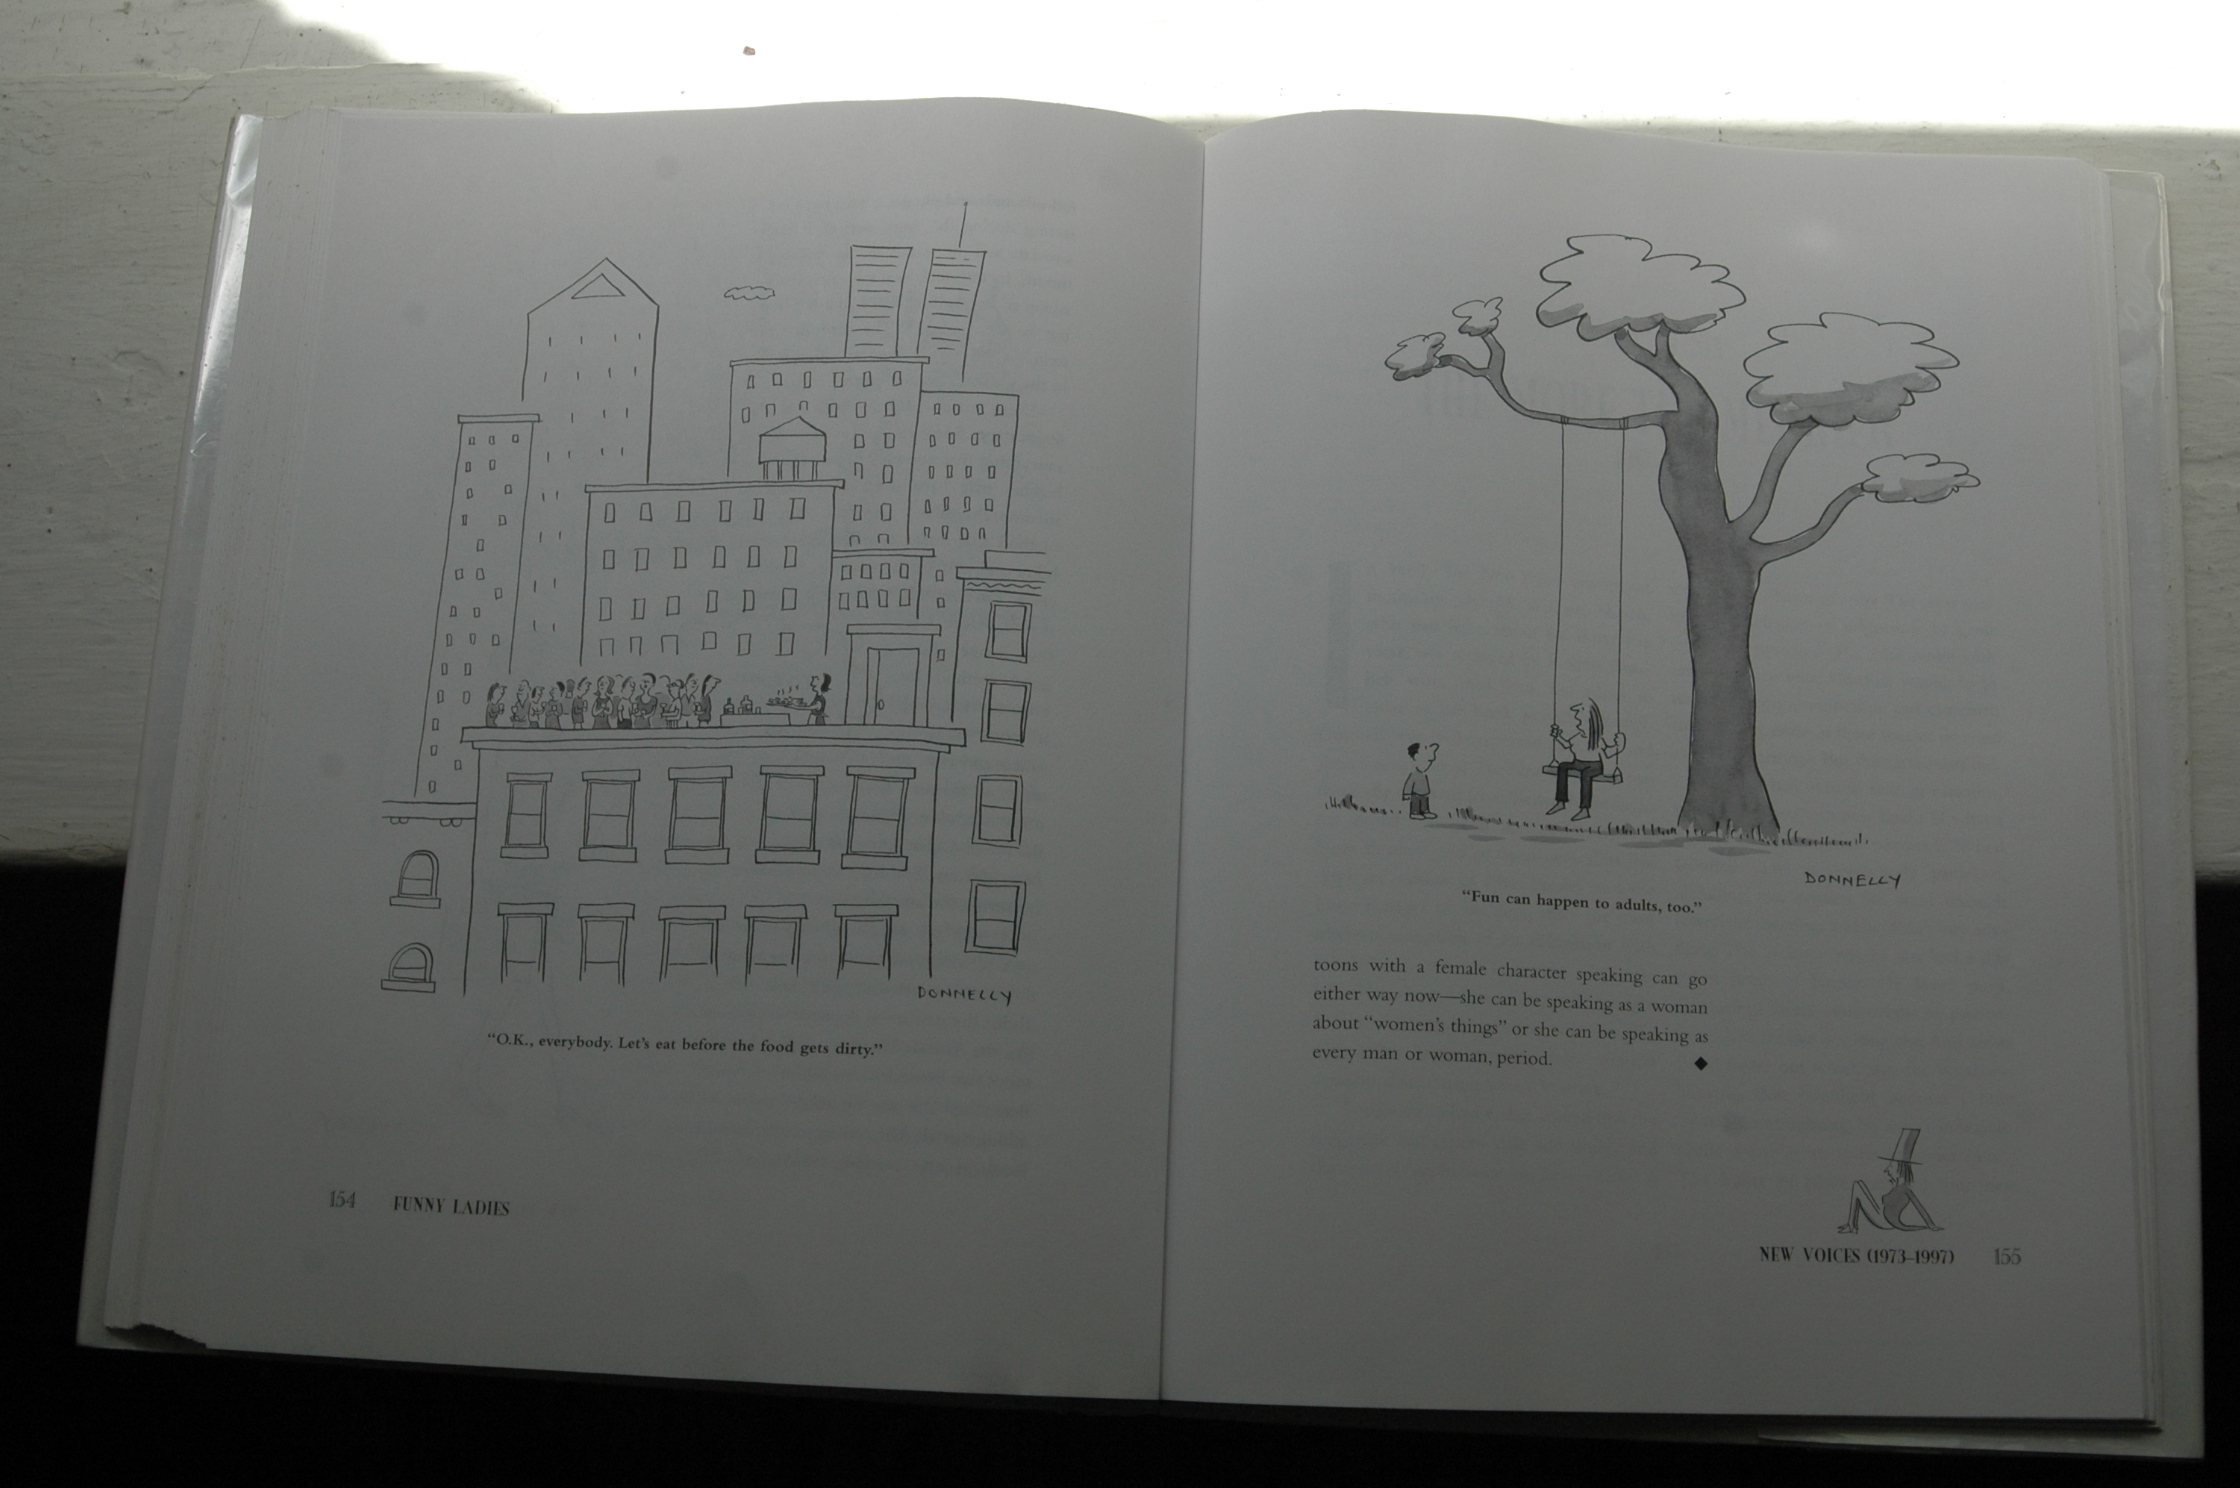 DONNELLY
"O.K., everybody. Let's eat before the food gets dirty."
154 FUNNY LADIES
DONNELLY
"Fun can happen to adults, too."
toons with a female character speaking can go
either way now—she can be speaking as a woman
about "women's things" or she can be speaking as
every man or woman, period.
NEW VOICES (1973–1997) 155